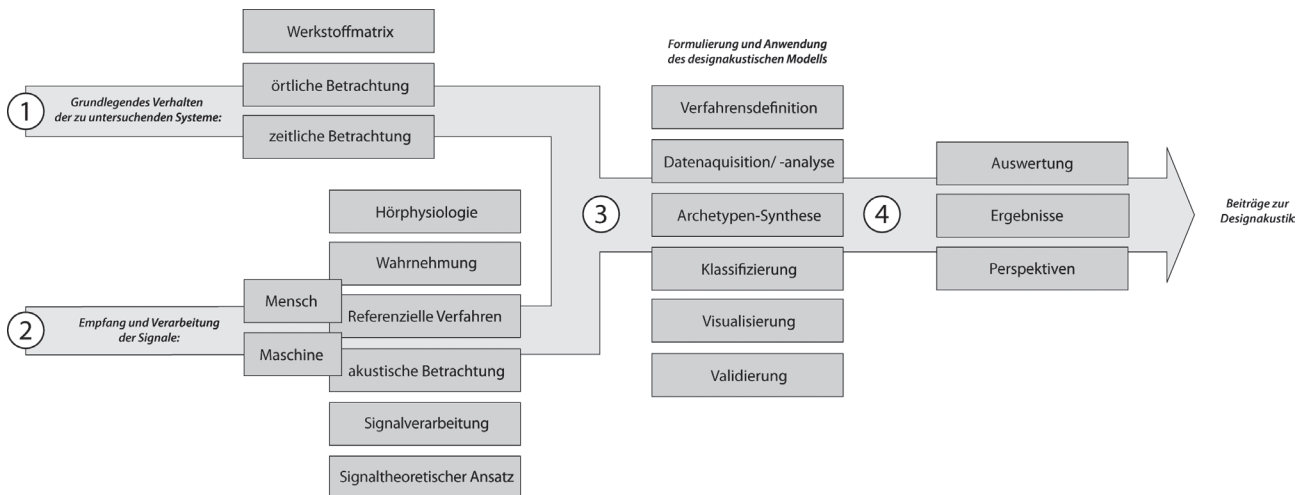 1
Grundlegendes Verhalten
der zu untersuchenden Systeme:
Werkstoffmatrix
örtliche Betrachtung
zeitliche Betrachtung
2
Empfang und Verarbeitung
der Signale:
Mensch
Maschine
Hörphysiologie
Wahrnehmung
Referenzielle Verfahren
akustische Betrachtung
Signalverarbeitung
Signaltheoretischer Ansatz
3
Formulierung und Anwendung
des designakustischen Modells
Verfahrensdefinition
Datenaquisition/ -analyse
Archetypen-Synthese
Klassifizierung
Visualisierung
Validierung
4
Auswertung
Ergebnisse
Perspektiven
Beiträge zur
Designakustik